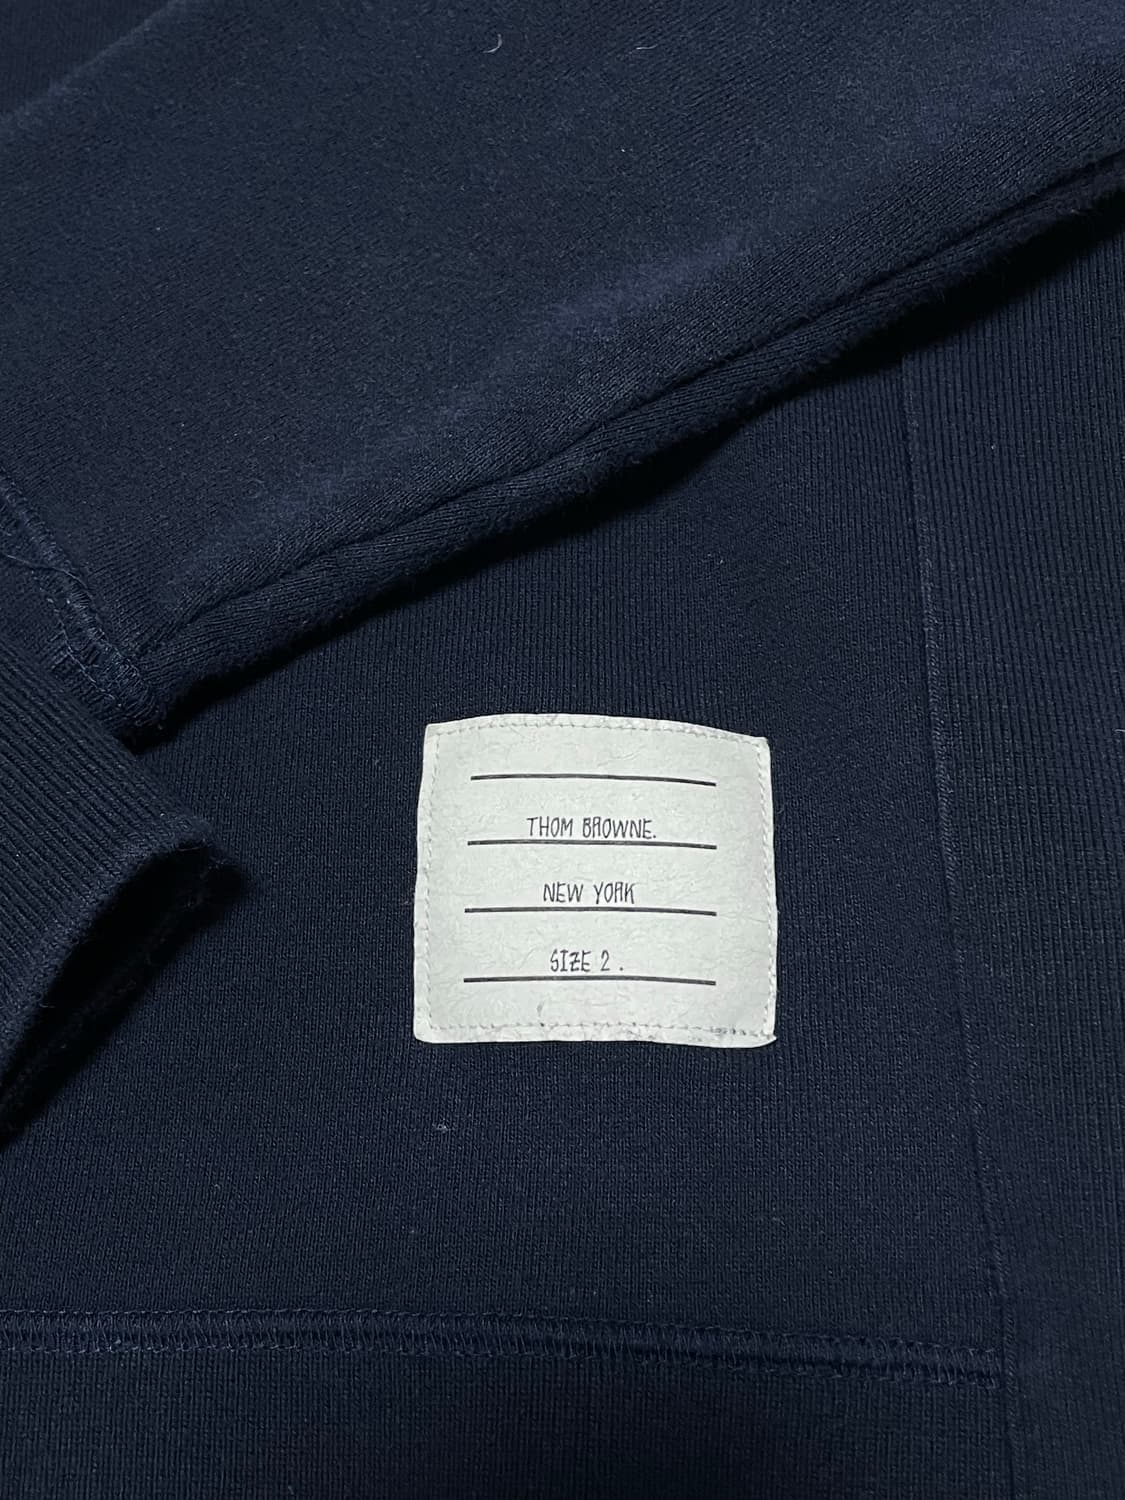 THOM BROWNE.
NEW YORK
SIZE 2 .